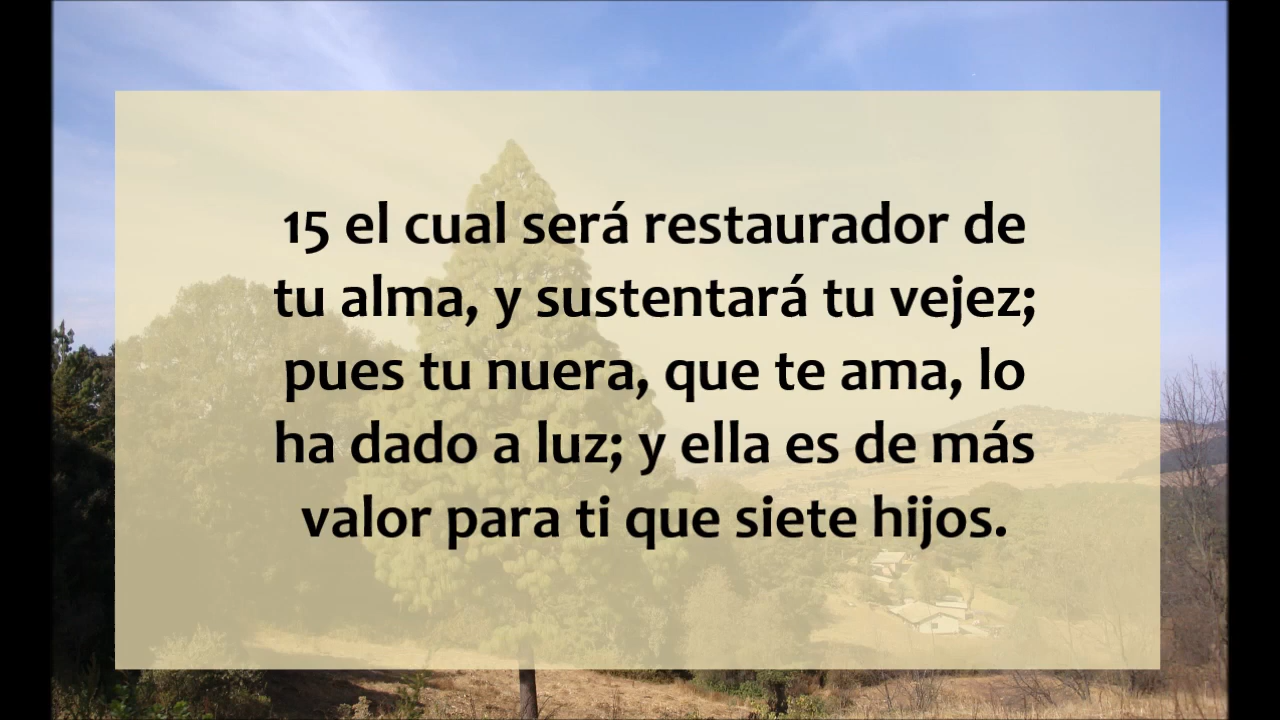 15 el cual será restaurador de
tu alma, y sustentará tu vejez;
pues tu nuera, que te ama, lo
ha dado a luz; y ella es de más
valor para ti que siete hijos.